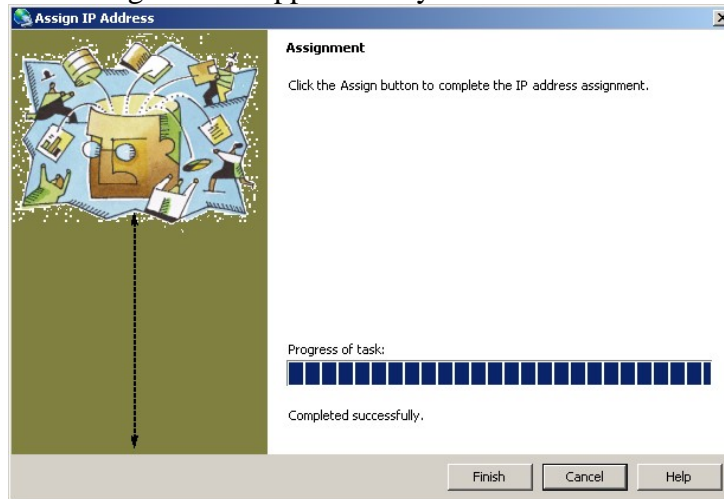 Assign IP Address
Assignment
Click the Assign button to complete the IP address assignment.
Progress of task:
Completed successfully.
Finish Cancel Help